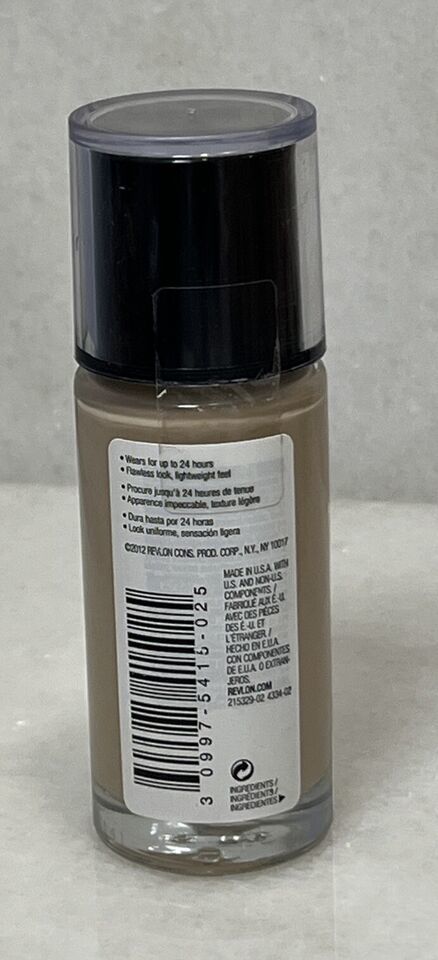 • Wears for up to 24 hours
• Flawless look, lightweight feel
• Procure jusqu'à 24 heures de tenue
• Apparence impeccable, texture légère
• Dura hasta por 24 horas
• Look uniforme, sensación ligera
©2012 REVLON CONS. PROD. CORP., N.Y., NY 10017
MADE IN U.S.A. WITH
U.S. AND NON-U.S.
COMPONENTS. /
FABRIQUÉ AUX É.U.
AVEC DES PIÈCES
DES É.-U. ET
L'ÉTRANGER. /
HECHO EN E.U.A.
CON COMPONENTES
DE E.U.A. O EXTRAN-
JEROS.
REVLON.COM
215329-02 4334-02
3 0997-5415-025
INGREDIENTS /
INGRÉDIENTS /
INGREDIENTES ▶